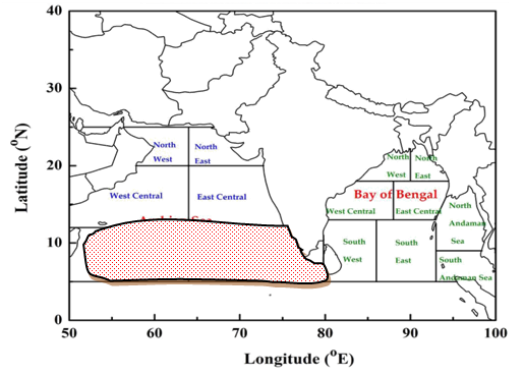 40
30
20
10
0
50
60
70
80
90
100
Latitude (°N)
Longitude (°E)
North
West
North
East
West Central
East Central
North
West
North
East
Bay of Bengal
West Central
East Central
North
Andaman
Sea
South
West
South
East
South
Andaman Sea